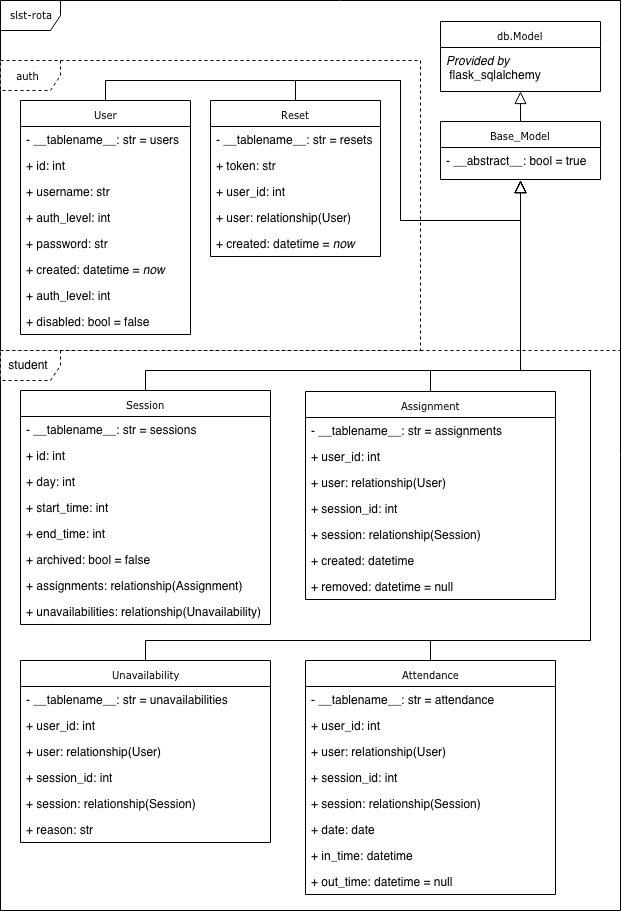 slst-rota
db.Model
Provided by
flask_sqlalchemy
Base_Model
- __abstract__: bool = true
auth
User
- __tablename__: str = users
+ id: int
+ username: str
+ auth_level: int
+ password: str
+ created: datetime = now
+ auth_level: int
+ disabled: bool = false
Reset
- __tablename__: str = resets
+ token: str
+ user_id: int
+ user: relationship(User)
+ created: datetime = now
student
Session
- __tablename__: str = sessions
+ id: int
+ day: int
+ start_time: int
+ end_time: int
+ archived: bool = false
+ assignments: relationship(Assignment)
+ unavailabilities: relationship(Unavailability)
Assignment
- __tablename__: str = assignments
+ user_id: int
+ user: relationship(User)
+ session_id: int
+ session: relationship(Session)
+ created: datetime
+ removed: datetime = null
Unavailability
- __tablename__: str = unavailabilities
+ user_id: int
+ user: relationship(User)
+ session_id: int
+ session: relationship(Session)
+ reason: str
Attendance
- __tablename__: str = attendance
+ user_id: int
+ user: relationship(User)
+ session_id: int
+ session: relationship(Session)
+ date: date
+ in_time: datetime
+ out_time: datetime = null